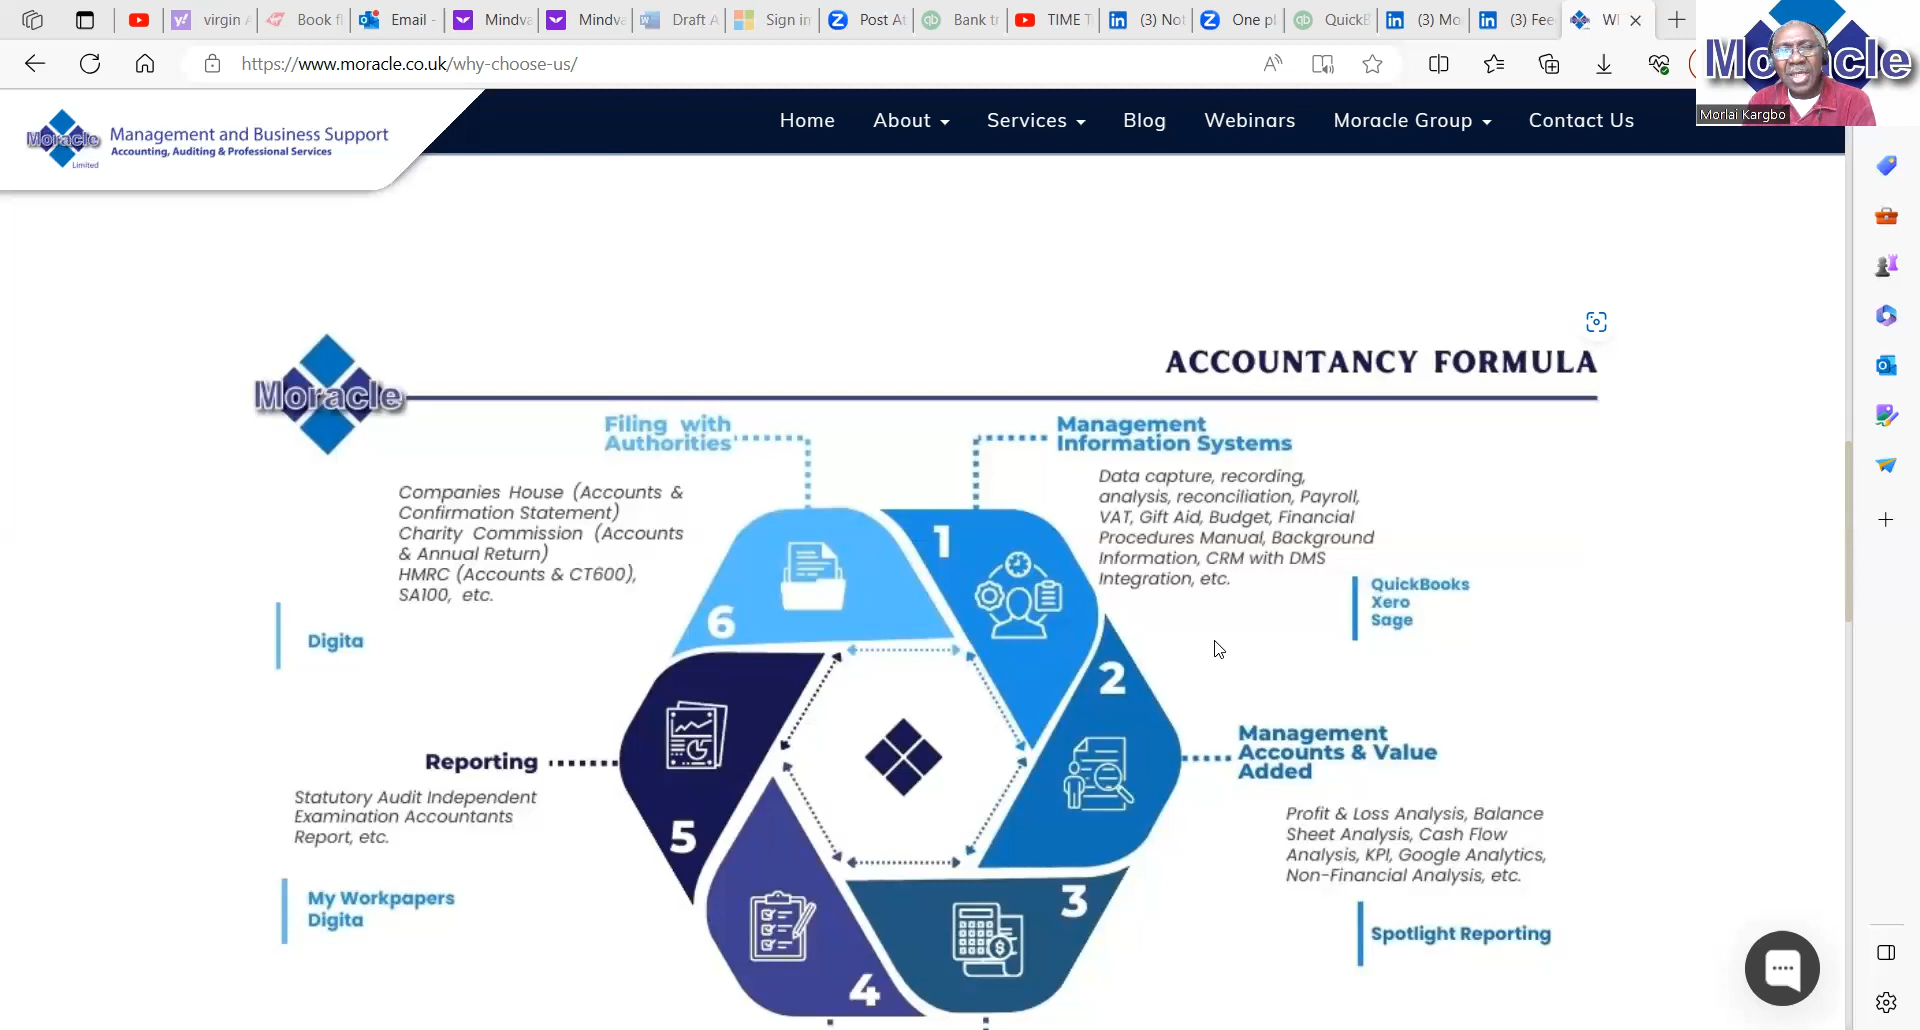 virgin A
Book fl
Email -
Mindva
Mindva
Draft A
Sign in
Post At
Bank tr
TIME T
(3) Not
One pl
QuickB
(3) Mo
(3) Fee
W
https://www.moracle.co.uk/why-choose-us/
Moracle
Morlai Kargbo
Moracle
Limited
Management and Business Support
Accounting, Auditing & Professional Services
Home
About
Services
Blog
Webinars
Moracle Group
Contact Us
Moracle
ACCOUNTANCY FORMULA
Filing with
Authorities
Companies House (Accounts &
Confirmation Statement)
Charity Commission (Accounts
& Annual Return)
HMRC (Accounts & CT600),
SA100, etc.
Digita
Management
Information Systems
Data capture, recording,
analysis, reconciliation, Payroll,
VAT, Gift Aid, Budget, Financial
Procedures Manual, Background
Information, CRM with DMS
Integration, etc.
QuickBooks
Xero
Sage
1
6
2
Reporting
Statutory Audit Independent
Examination Accountants
Report, etc.
My Workpapers
Digita
5
Management
Accounts & Value
Added
Profit & Loss Analysis, Balance
Sheet Analysis, Cash Flow
Analysis, KPI, Google Analytics,
Non-Financial Analysis, etc.
Spotlight Reporting
3
4